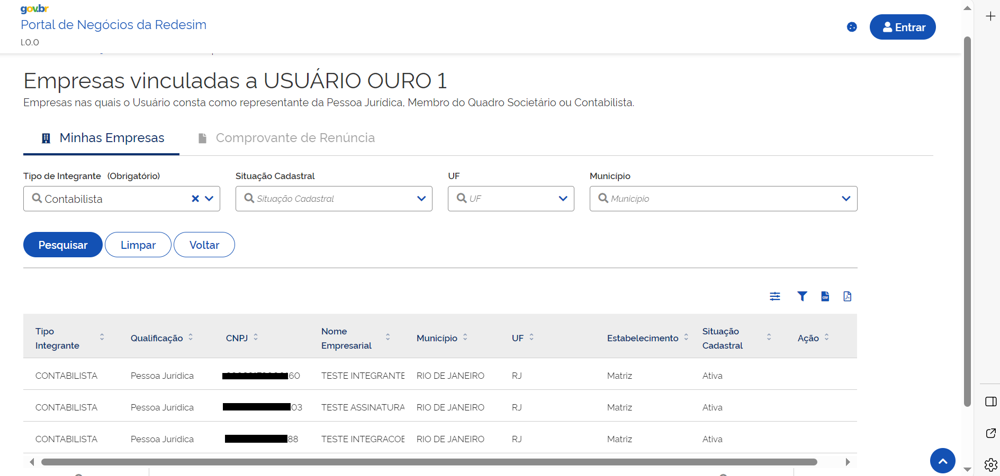 gov.br
Portal de Negócios da Redesim
1.0.0
Entrar
Empresas vinculadas a USUÁRIO OURO 1
Empresas nas quais o Usuário consta como representante da Pessoa Jurídica, Membro do Quadro Societário ou Contabilista.
Minhas Empresas Comprovante de Renúncia
Tipo de Integrante (Obrigatório) Situação Cadastral UF Município
Contabilista Situação Cadastral UF Município
Pesquisar Limpar Voltar
CSV
Tipo Integrante Qualificação CNPJ Nome Empresarial Município UF Estabelecimento Situação Cadastral Ação
CONTABILISTA Pessoa Jurídica 60 TESTE INTEGRANTE RIO DE JANEIRO RJ Matriz Ativa
CONTABILISTA Pessoa Jurídica 03 TESTE ASSINATURA RIO DE JANEIRO RJ Matriz Ativa
CONTABILISTA Pessoa Jurídica 88 TESTE INTEGRACOE RIO DE JANEIRO RJ Matriz Ativa